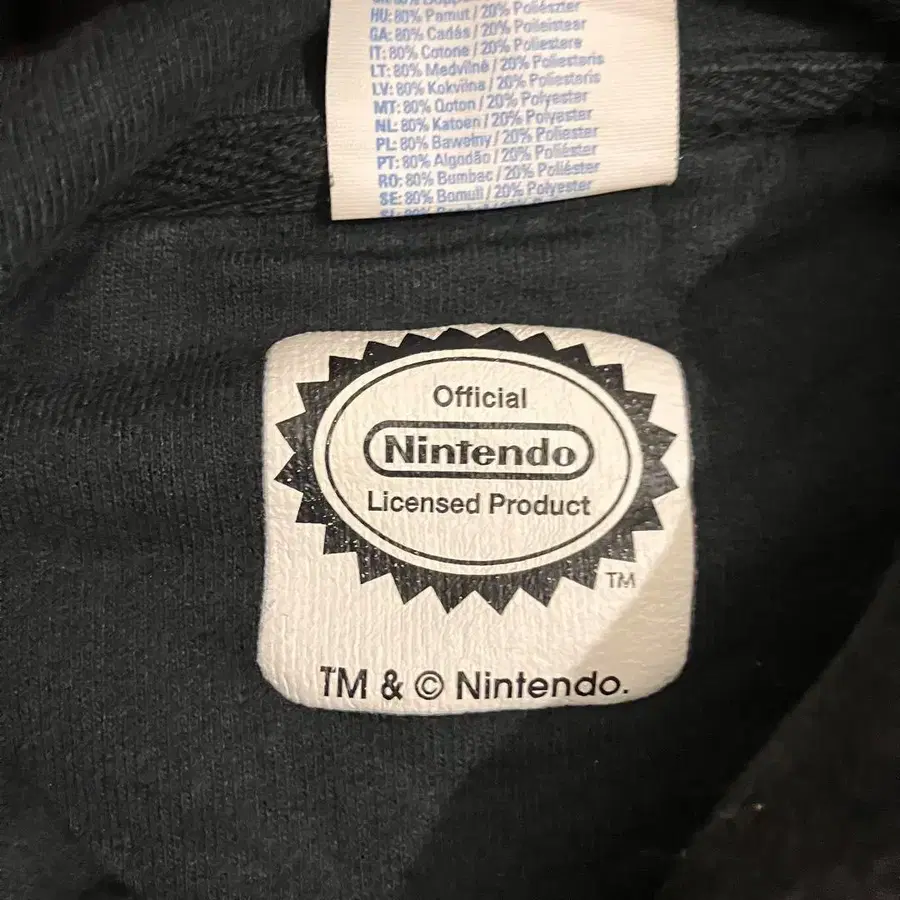 HU: 80% Pamut / 20% Poliészter
GA: 80% Cadás / 20% Poileistear
IT: 80% Cotone / 20% Poliestere
LT: 80% Medvilnė / 20% Poliesteris
LV: 80% Kokvilna / 20% Poliesteris
MT: 80% Qoton / 20% Polyester
NL: 80% Katoen / 20% Polyester
PL: 80% Bawełny / 20% Poliester
PT: 80% Algodão / 20% Poliéster
RO: 80% Bumbac / 20% Poliéster
SE: 80% Bomull / 20% Polyester
Official
Nintendo
Licensed Product
TM
TM & © Nintendo.